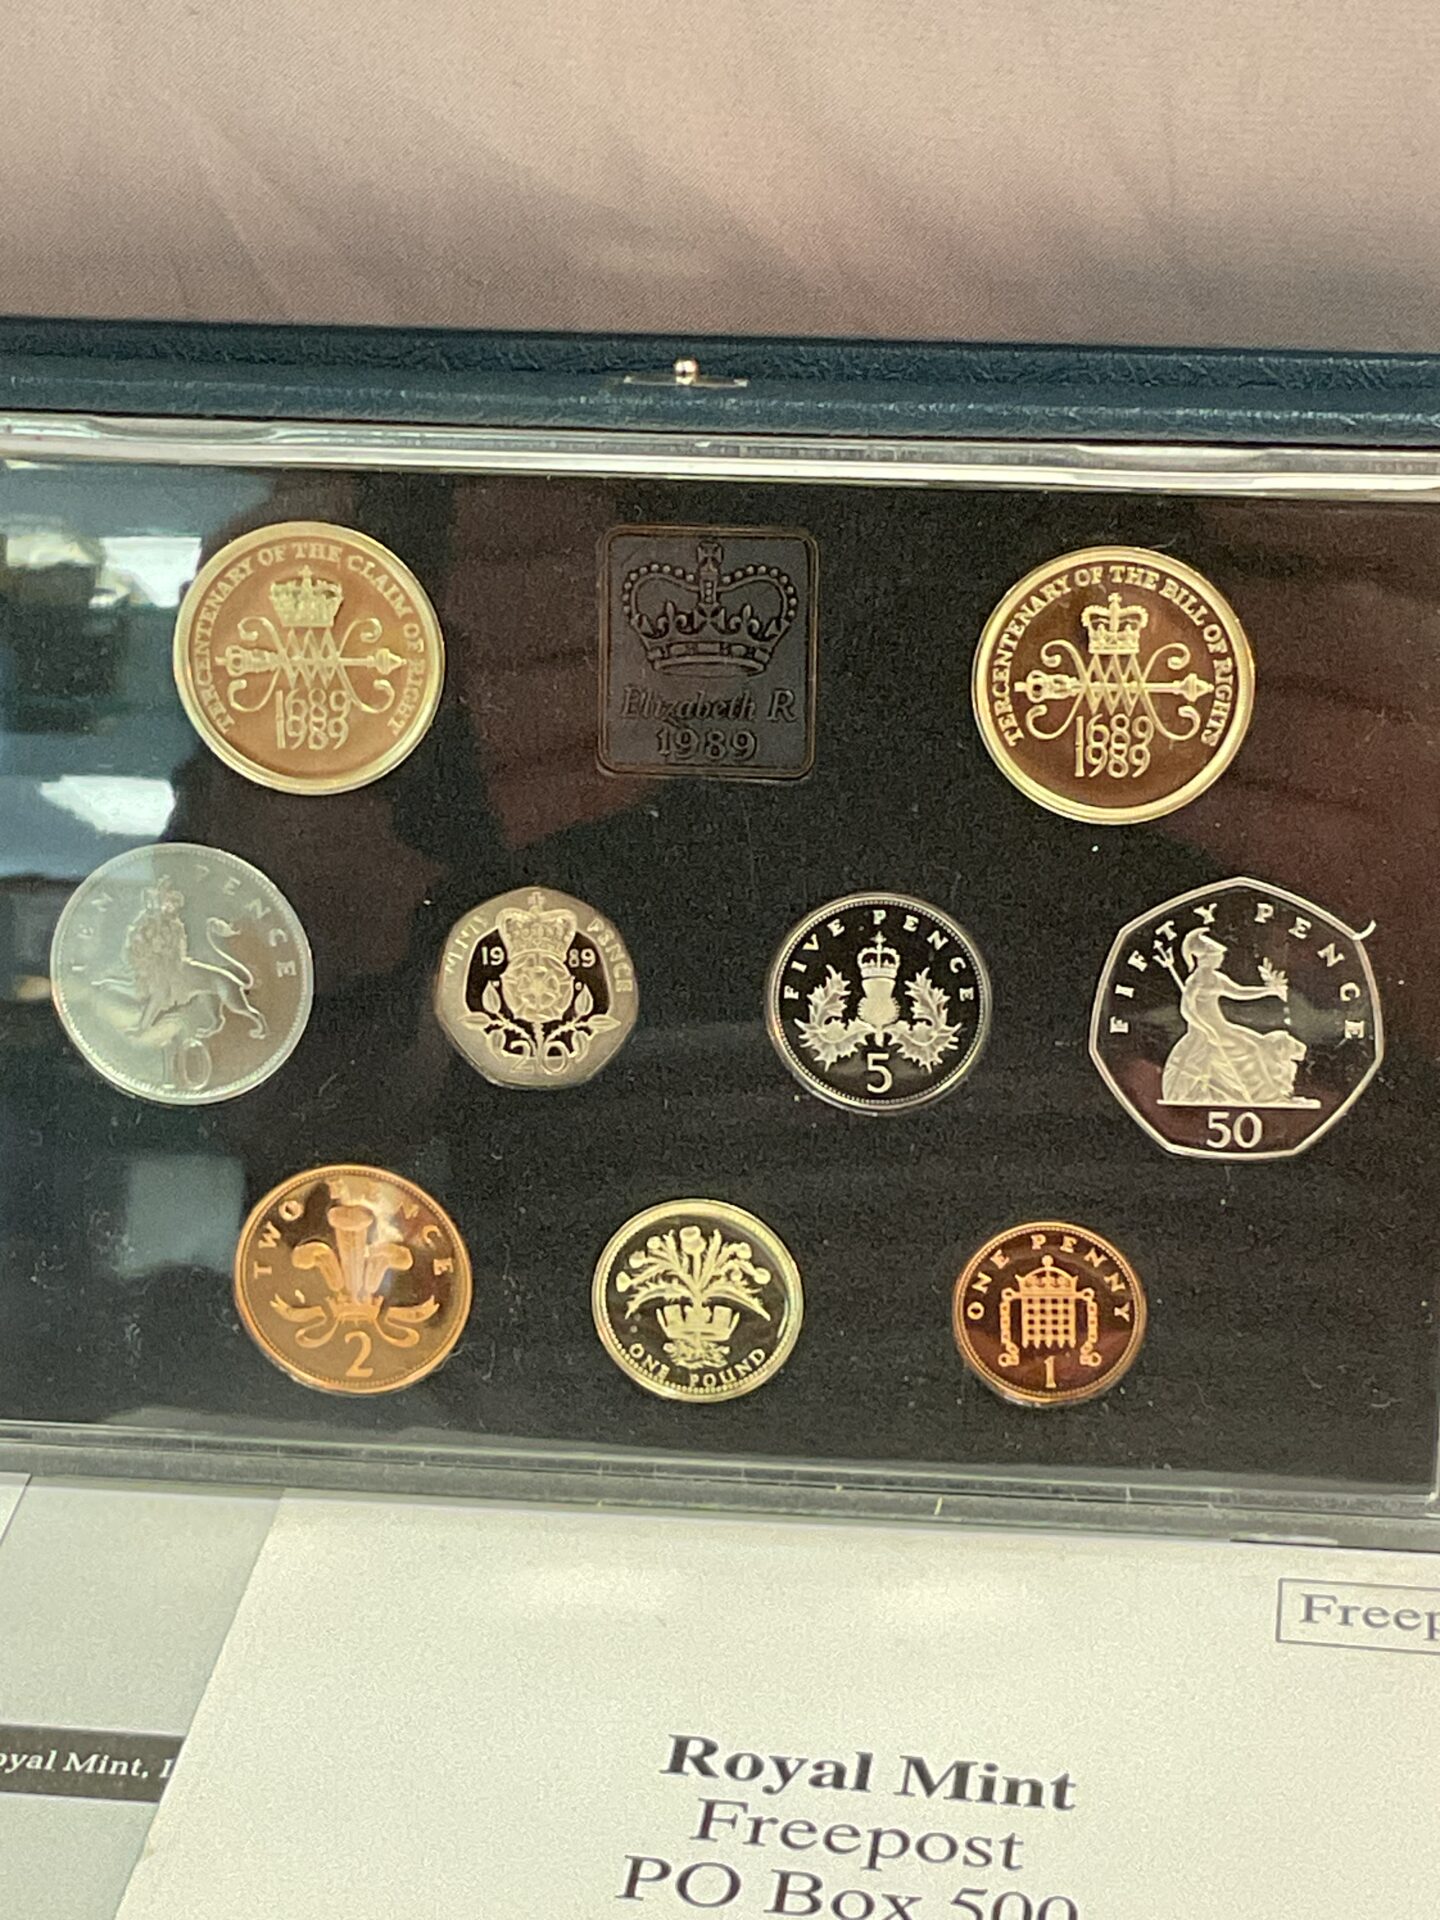 TERCENTENARY OF THE CLAIM OF RIGHT
1689
1989
Elizabeth R
1989
TERCENTENARY OF THE BILL OF RIGHTS
1689
1989
TEN PENCE
10
TWENTY PENCE
1989
20
FIVE PENCE
5
FIFTY PENCE
50
TWO PENCE
2
ONE POUND
ONE PENNY
1
Freep
oyal Mint,
Royal Mint
Freepost
PO Box 500